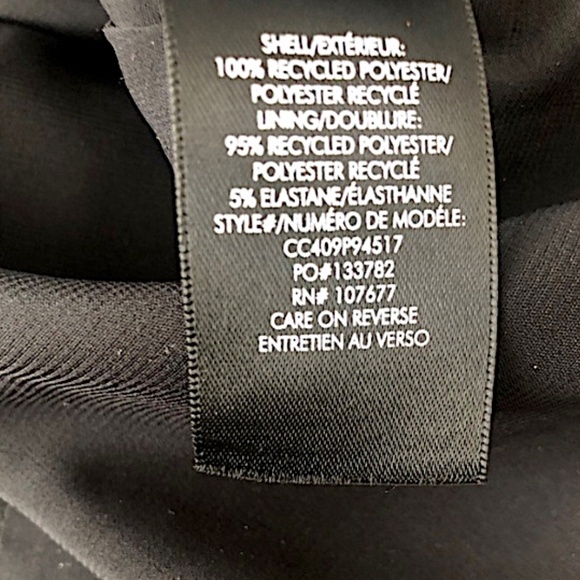 SHELL/EXTÉRIEUR:
100% RECYCLED POLYESTER/
POLYESTER RECYCLÉ
LINING/DOUBLURE:
95% RECYCLED POLYESTER/
POLYESTER RECYCLÉ
5% ELASTANE/ÉLASTHANNE
STYLE#/NUMÉRO DE MODÉLE:
CC409P94517
PO#133782
RN# 107677
CARE ON REVERSE
ENTRETIEN AU VERSO